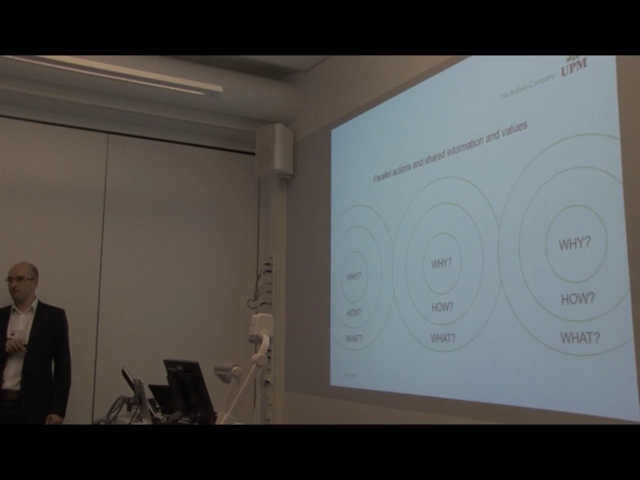 The Biofore Company
UPM
Parallel actions and shared information and values
WHY?
HOW?
WHAT?
WHY?
HOW?
WHAT?
WHY?
HOW?
WHAT?